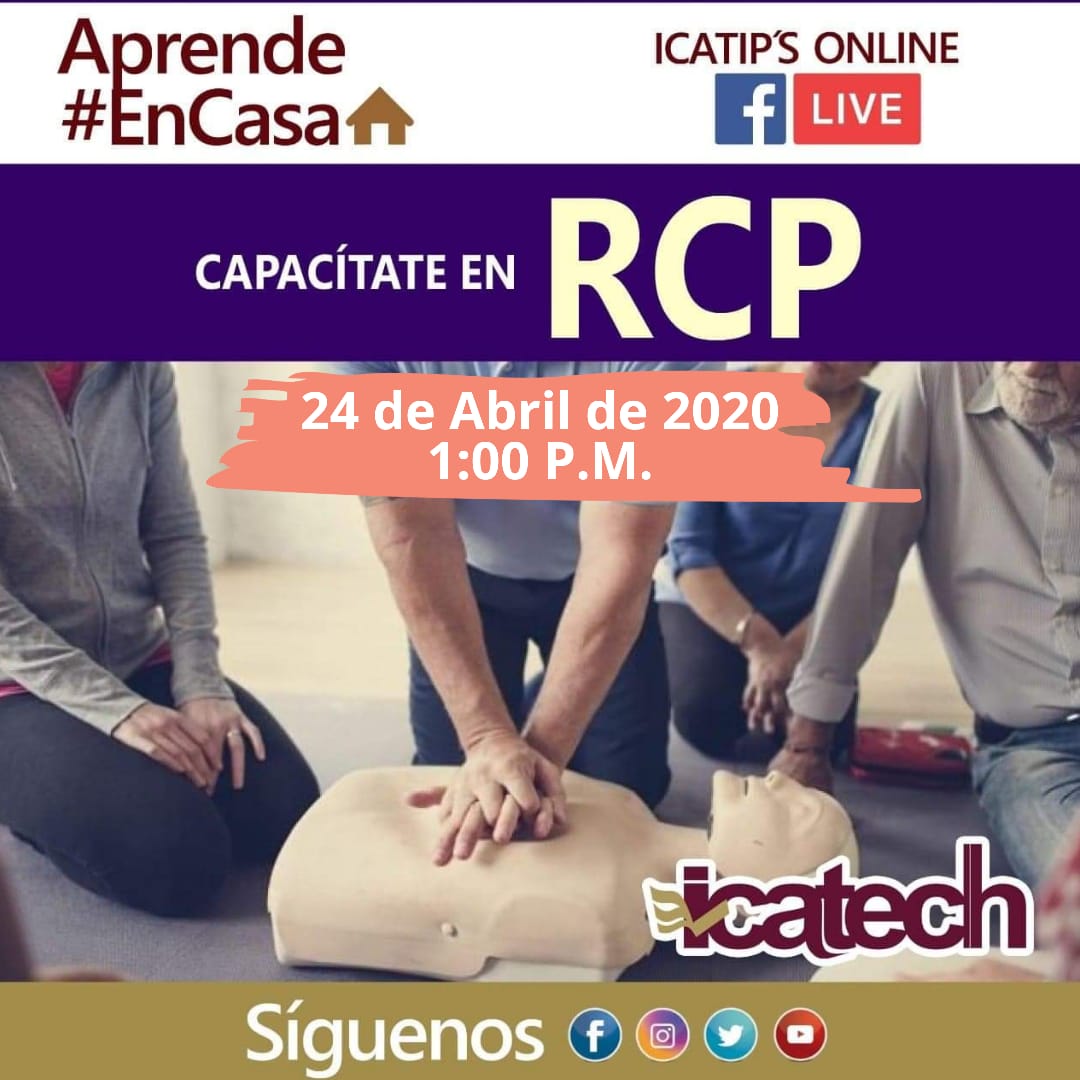 Aprende
#EnCasa
ICATIP'S ONLINE
f LIVE
CAPACÍTATE EN RCP
24 de Abril de 2020
1:00 P.M.
icatech
Síguenos